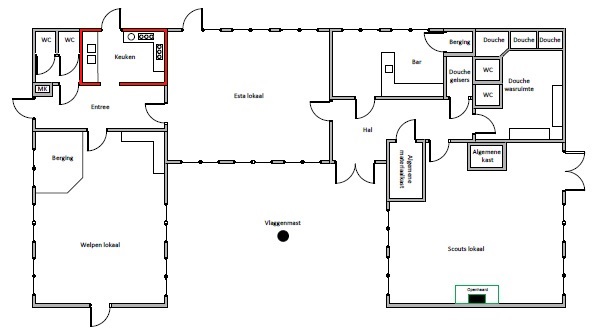 WC
WC
Keuken
MK
Entree
Esta lokaal
Bar
Berging
Douche
Douche
Douche
Douche
geisers
WC
WC
Douche
wasruimte
Hal
Berging
Algemene
materiaalkast
Algemene
kast
Welpen lokaal
Vlaggenmast
Scouts lokaal
Openhaard